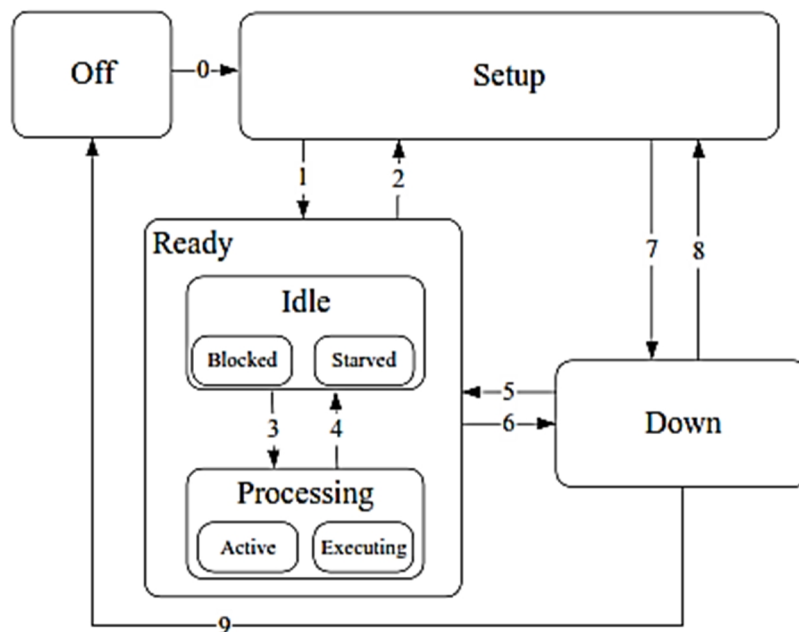 Off
0
Setup
1
2
7
8
Ready
Idle
Blocked
Starved
3
4
5
6
Down
Processing
Active
Executing
9